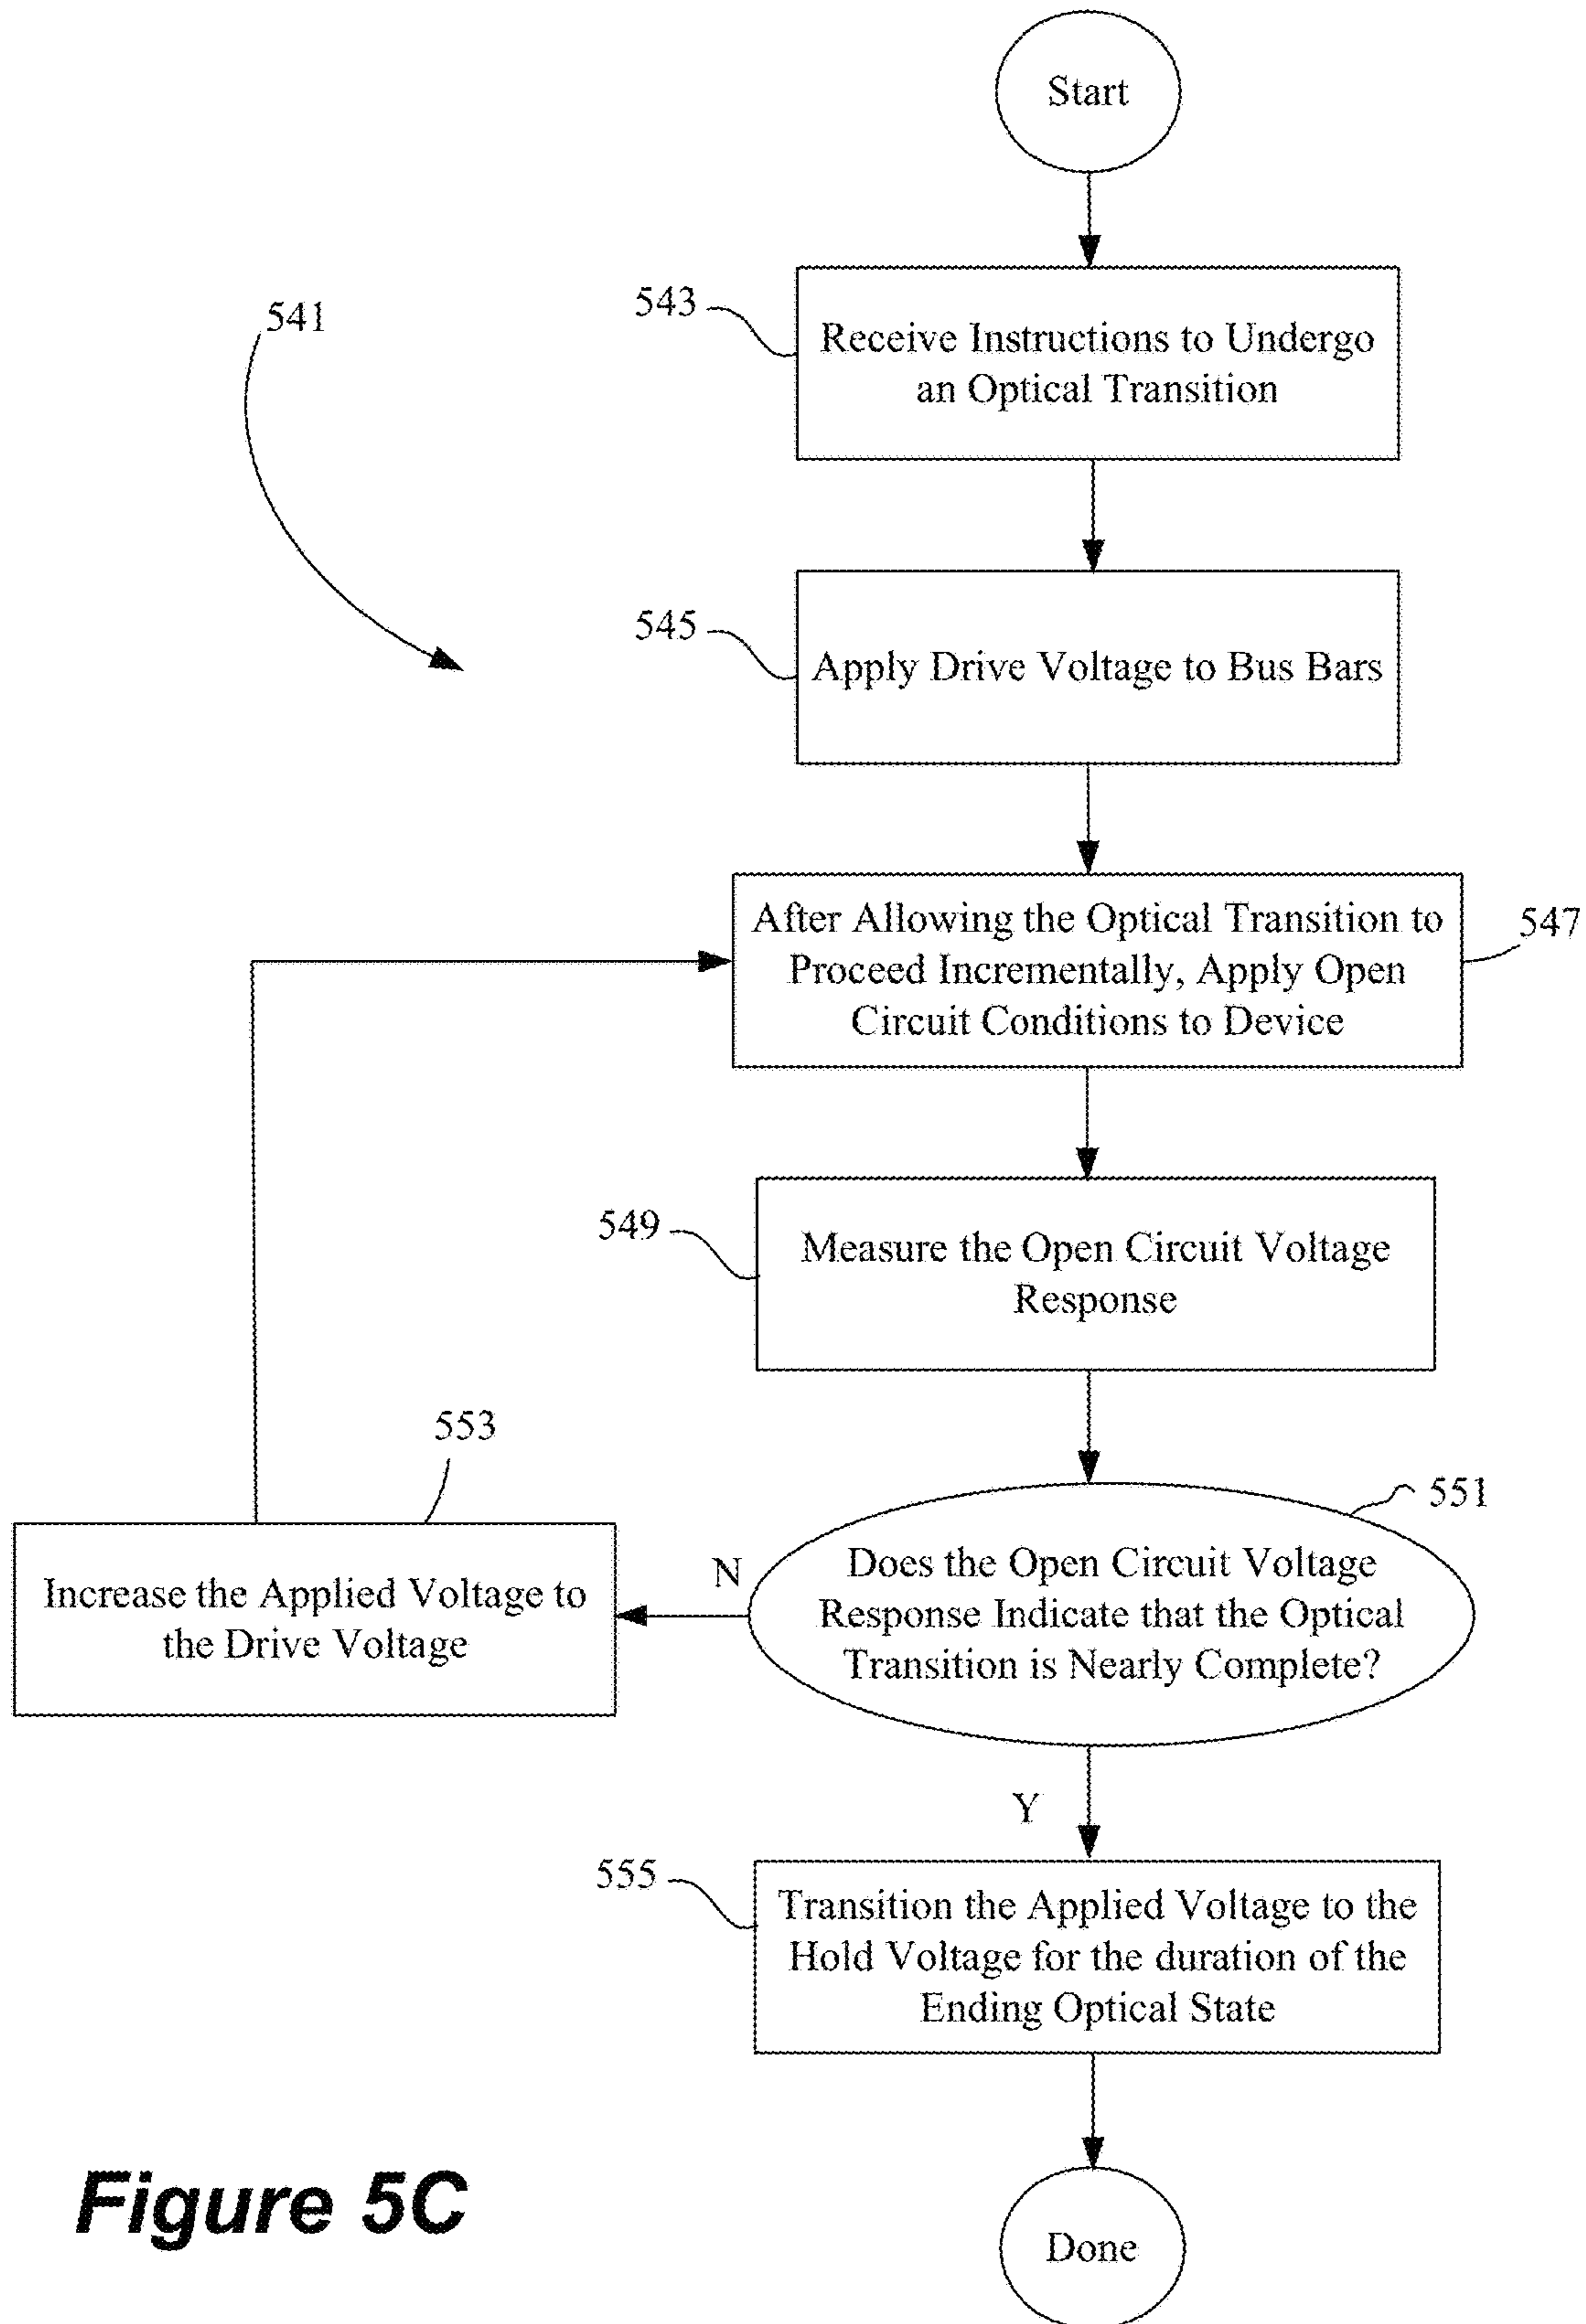 Start
541
543
Receive Instructions to Undergo
an Optical Transition
545
Apply Drive Voltage to Bus Bars
547
After Allowing the Optical Transition to
Proceed Incrementally, Apply Open
Circuit Conditions to Device
549
Measure the Open Circuit Voltage
Response
551
Does the Open Circuit Voltage
Response Indicate that the Optical
Transition is Nearly Complete?
N
553
Increase the Applied Voltage to
the Drive Voltage
Y
555
Transition the Applied Voltage to the
Hold Voltage for the duration of the
Ending Optical State
Done
Figure 5C